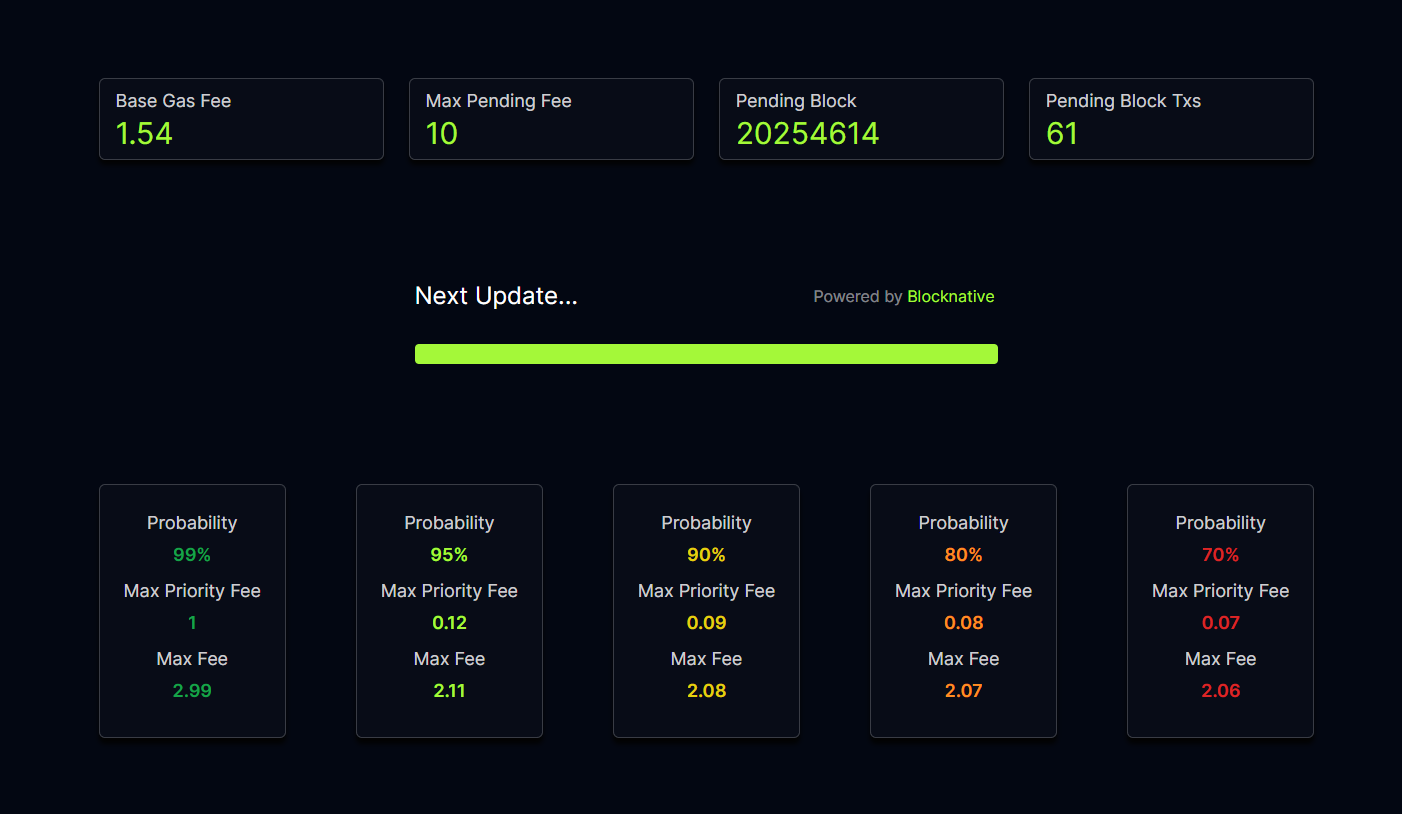 Base Gas Fee
1.54
Max Pending Fee
10
Pending Block
20254614
Pending Block Txs
61
Next Update...
Powered by Blocknative
Probability
99%
Max Priority Fee
1
Max Fee
2.99
Probability
95%
Max Priority Fee
0.12
Max Fee
2.11
Probability
90%
Max Priority Fee
0.09
Max Fee
2.08
Probability
80%
Max Priority Fee
0.08
Max Fee
2.07
Probability
70%
Max Priority Fee
0.07
Max Fee
2.06